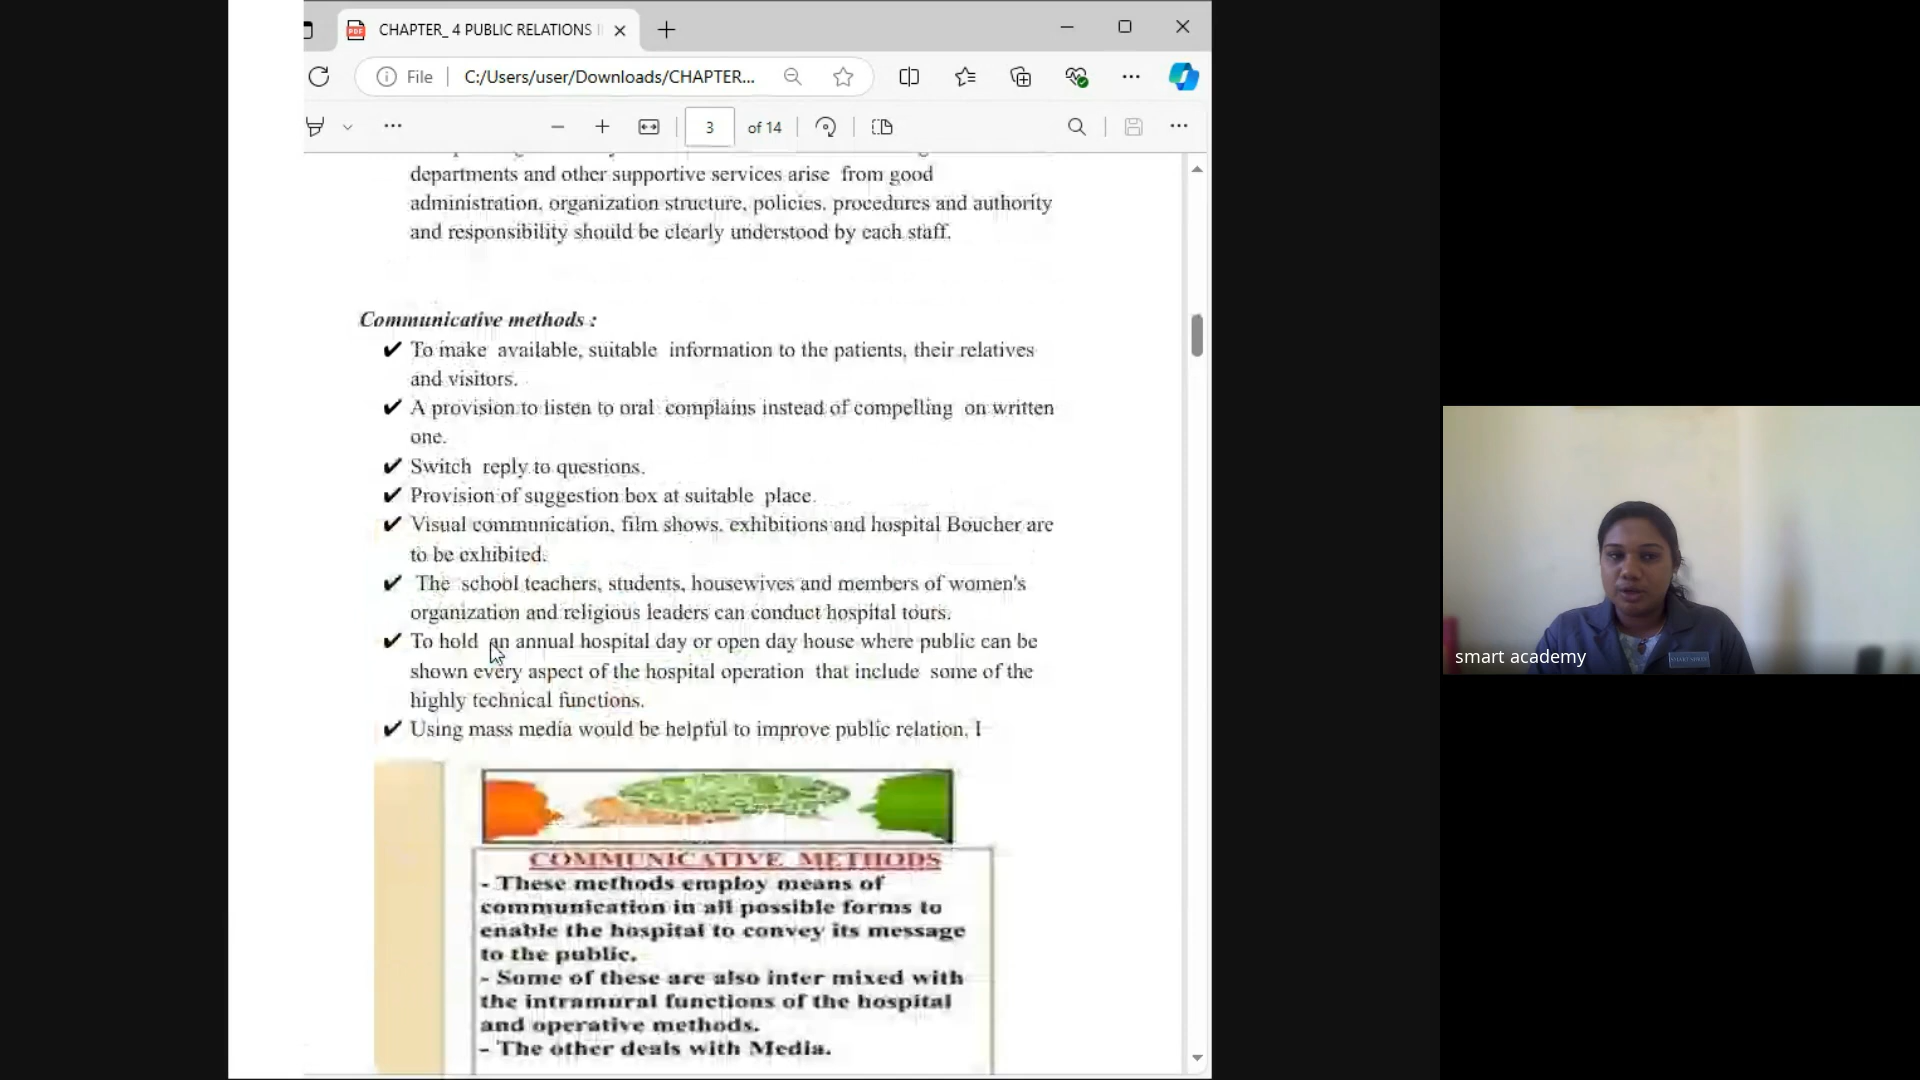 CHAPTER_ 4 PUBLIC RELATIONS I
File
C:/Users/user/Downloads/CHAPTER...
3 of 14
departments and other supportive services arise from good
administration, organization structure, policies, procedures and authority
and responsibility should be clearly understood by each staff.
Communicative methods :
✔ To make available, suitable information to the patients, their relatives
and visitors.
✔ A provision to listen to oral complains instead of compelling on written
one.
✔ Switch reply to questions.
✔ Provision of suggestion box at suitable place.
✔ Visual communication, film shows, exhibitions and hospital Boucher are
to be exhibited.
✔ The school teachers, students, housewives and members of women's
organization and religious leaders can conduct hospital tours.
✔ To hold an annual hospital day or open day house where public can be
shown every aspect of the hospital operation that include some of the
highly technical functions.
✔ Using mass media would be helpful to improve public relation. I
COMMUNICATIVE METHODS
- These methods employ means of
communication in all possible forms to
enable the hospital to convey its message
to the public.
- Some of these are also inter mixed with
the intramural functions of the hospital
and operative methods.
- The other deals with Media.
smart academy